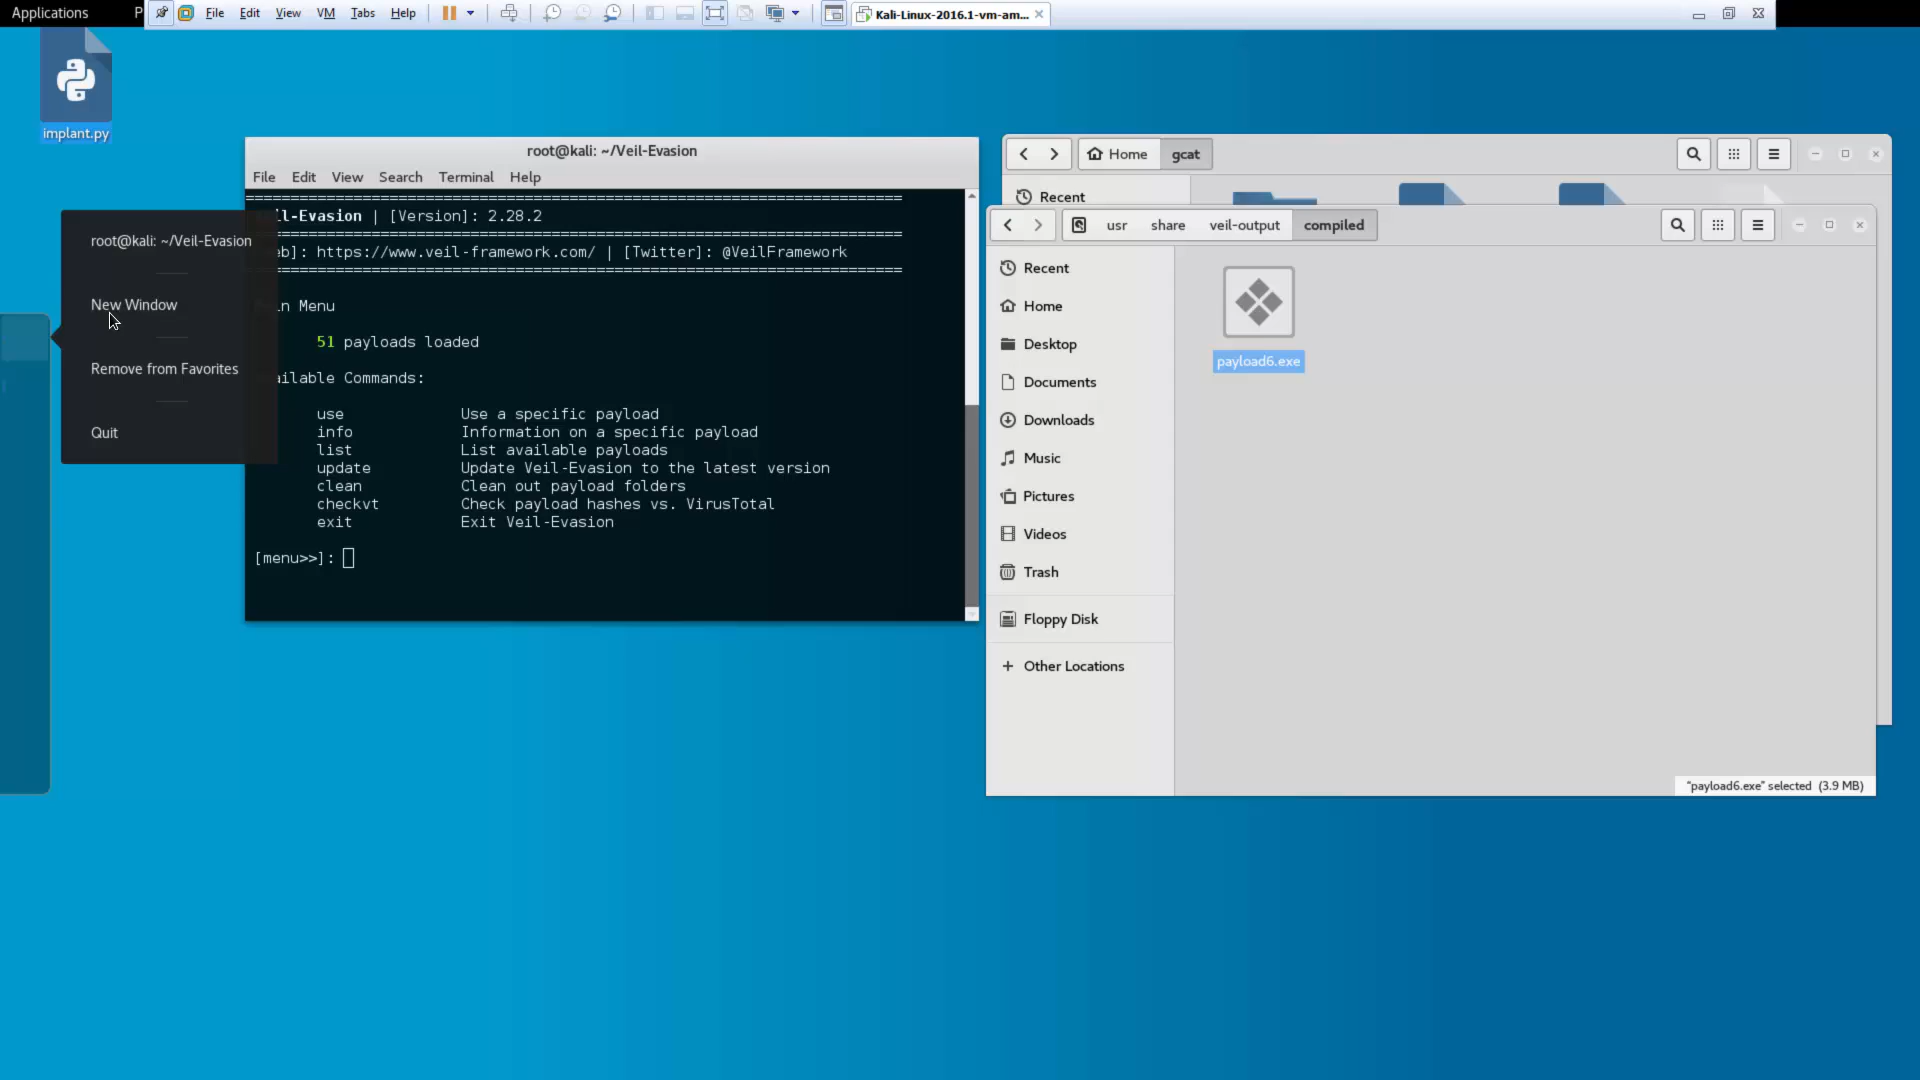 Applications
P
File Edit View VM Tabs Help
Kali-Linux-2016.1-vm-am...
implant.py
root@kali: ~/Veil-Evasion
File Edit View Search Terminal Help
l-Evasion | [Version]: 2.28.2
eb]: https://www.veil-framework.com/ | [Twitter]: @VeilFramework
n Menu
51 payloads loaded
ailable Commands:
use Use a specific payload
info Information on a specific payload
list List available payloads
update Update Veil-Evasion to the latest version
clean Clean out payload folders
checkvt Check payload hashes vs. VirusTotal
exit Exit Veil-Evasion
[menu>>]:
root@kali: ~/Veil-Evasion
New Window
Remove from Favorites
Quit
Home gcat
Recent
usr share veil-output compiled
Recent
Home
Desktop
Documents
Downloads
Music
Pictures
Videos
Trash
Floppy Disk
+ Other Locations
payload6.exe
"payload6.exe" selected (3.9 MB)